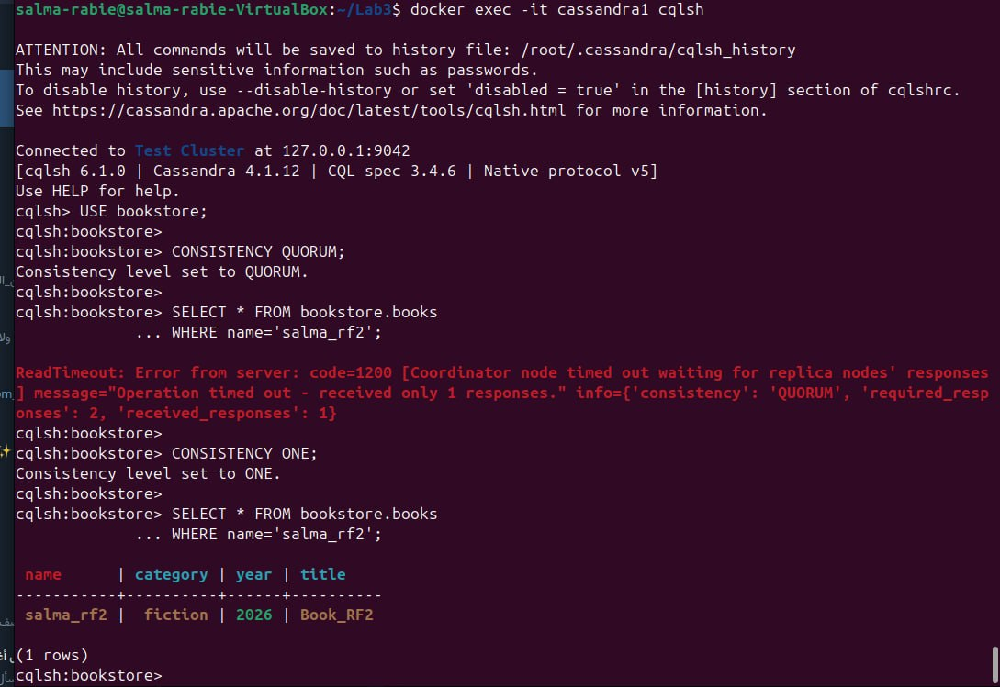 salma-rabie@salma-rabie-VirtualBox:~/Lab3$ docker exec -it cassandra1 cqlsh
ATTENTION: All commands will be saved to history file: /root/.cassandra/cqlsh_history
This may include sensitive information such as passwords.
To disable history, use --disable-history or set 'disabled = true' in the [history] section of cqlshrc.
See https://cassandra.apache.org/doc/latest/tools/cqlsh.html for more information.
Connected to Test Cluster at 127.0.0.1:9042
[cqlsh 6.1.0 | Cassandra 4.1.12 | CQL spec 3.4.6 | Native protocol v5]
Use HELP for help.
cqlsh> USE bookstore;
cqlsh:bookstore>
cqlsh:bookstore> CONSISTENCY QUORUM;
Consistency level set to QUORUM.
cqlsh:bookstore>
cqlsh:bookstore> SELECT * FROM bookstore.books
... WHERE name='salma_rf2';
ReadTimeout: Error from server: code=1200 [Coordinator node timed out waiting for replica nodes' responses
] message="Operation timed out - received only 1 responses." info={'consistency': 'QUORUM', 'required_resp
onses': 2, 'received_responses': 1}
cqlsh:bookstore>
cqlsh:bookstore> CONSISTENCY ONE;
Consistency level set to ONE.
cqlsh:bookstore>
cqlsh:bookstore> SELECT * FROM bookstore.books
... WHERE name='salma_rf2';
name | category | year | title
-----------+----------+------+----------
salma_rf2 | fiction | 2026 | Book_RF2
(1 rows)
cqlsh:bookstore>